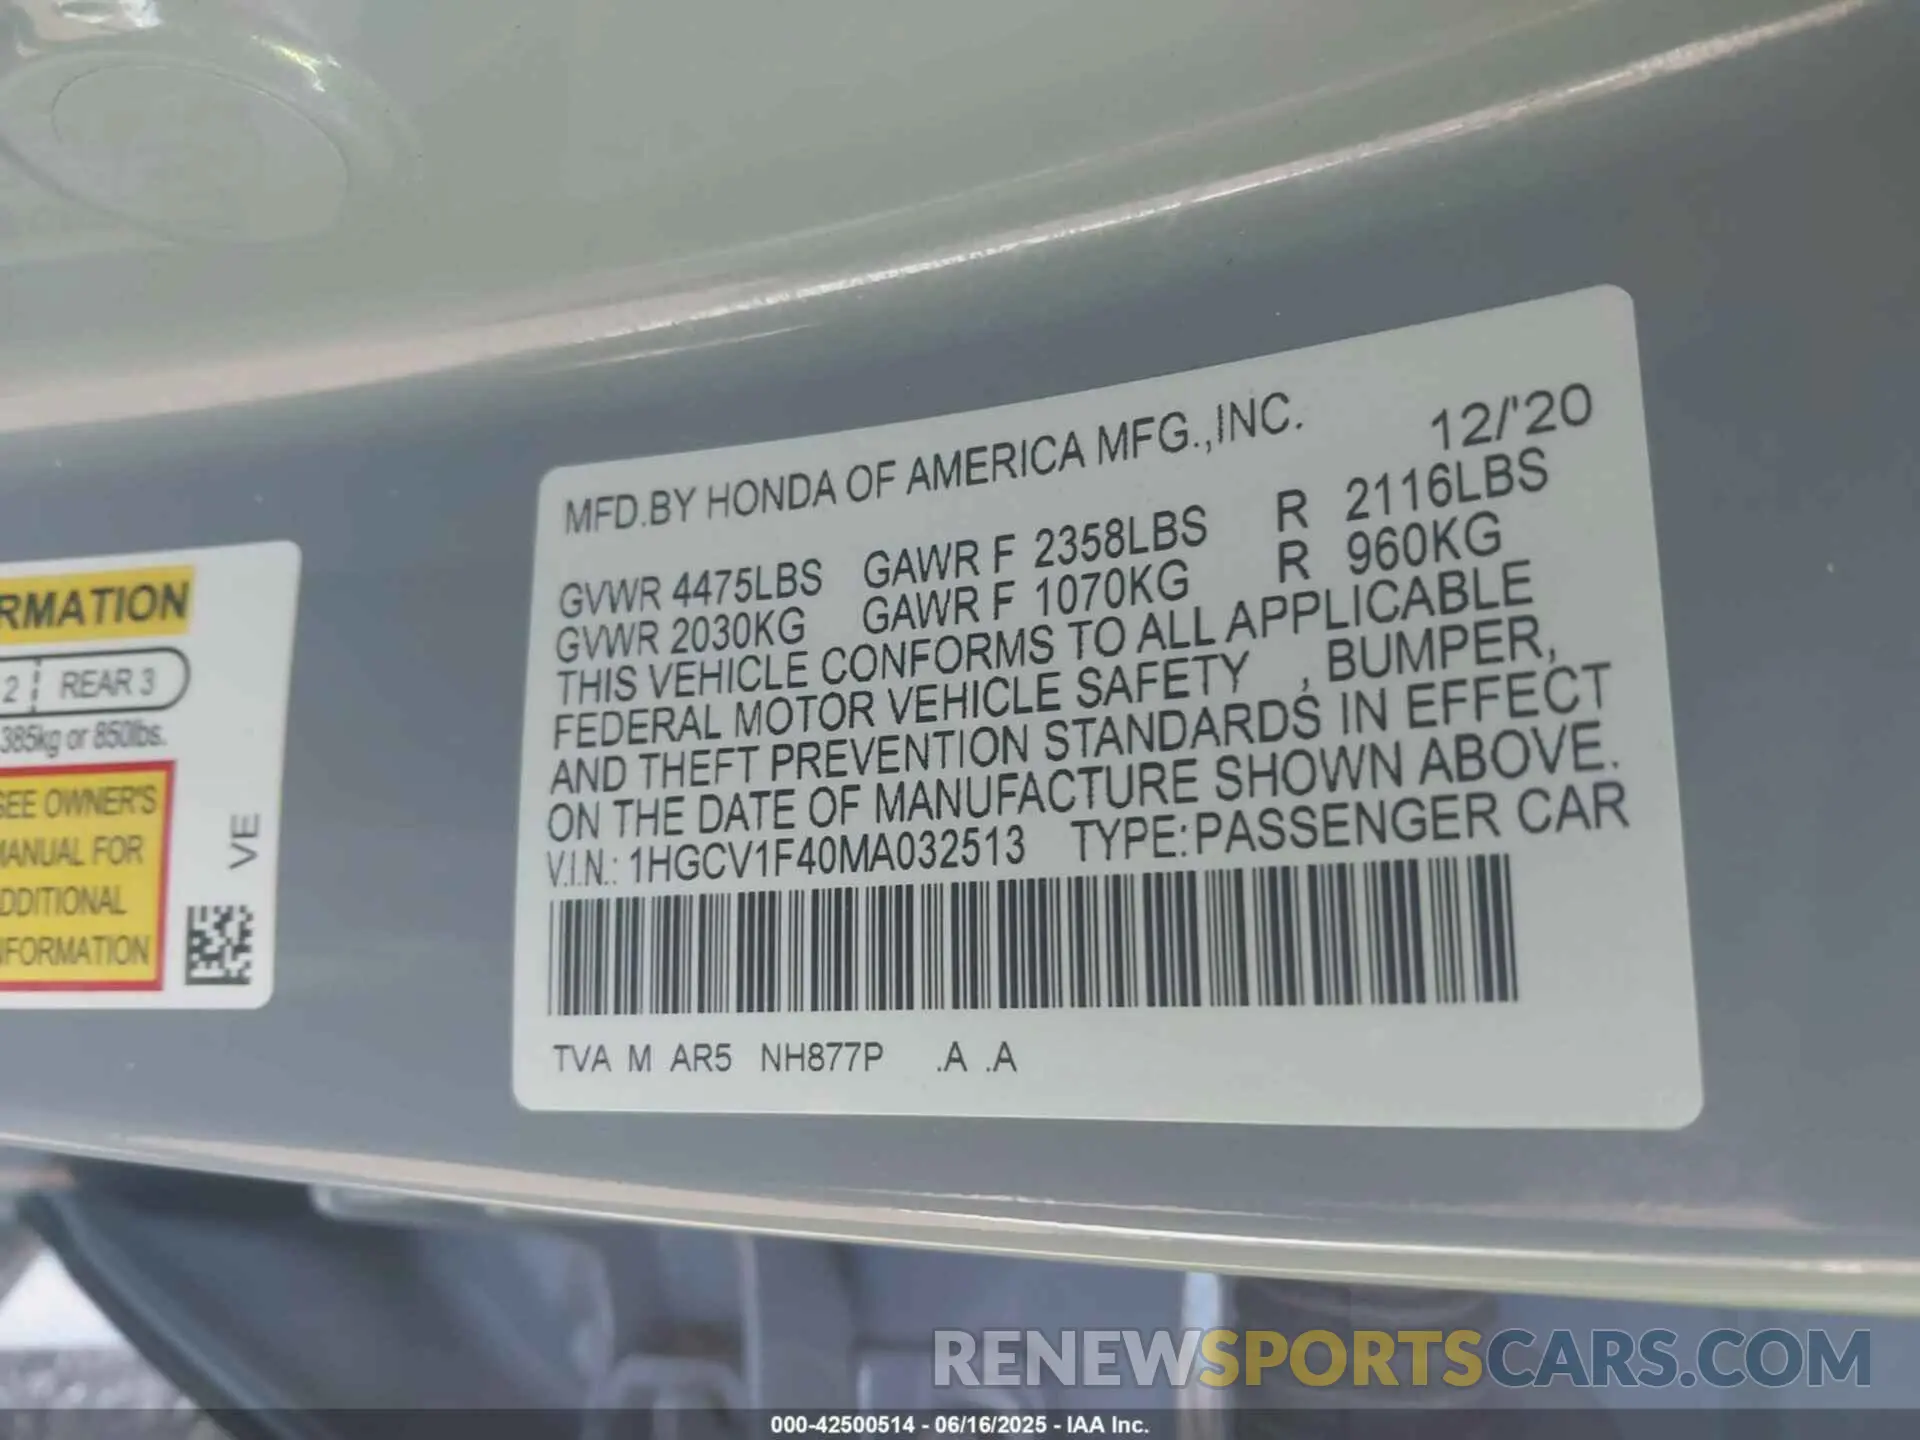 RMATION
2 REAR 3
385kg or 850lbs.
SEE OWNER'S
MANUAL FOR
ADDITIONAL
INFORMATION
VE
MFD.BY HONDA OF AMERICA MFG.,INC. 12/'20
GVWR 4475LBS GAWR F 2358LBS R 2116LBS
GVWR 2030KG GAWR F 1070KG R 960KG
THIS VEHICLE CONFORMS TO ALL APPLICABLE
FEDERAL MOTOR VEHICLE SAFETY , BUMPER,
AND THEFT PREVENTION STANDARDS IN EFFECT
ON THE DATE OF MANUFACTURE SHOWN ABOVE.
V.I.N.: 1HGCV1F40MA032513 TYPE:PASSENGER CAR
TVA M AR5 NH877P .A .A
RENEWSPORTSCARS.COM
000-42500514 - 06/16/2025 - IAA Inc.